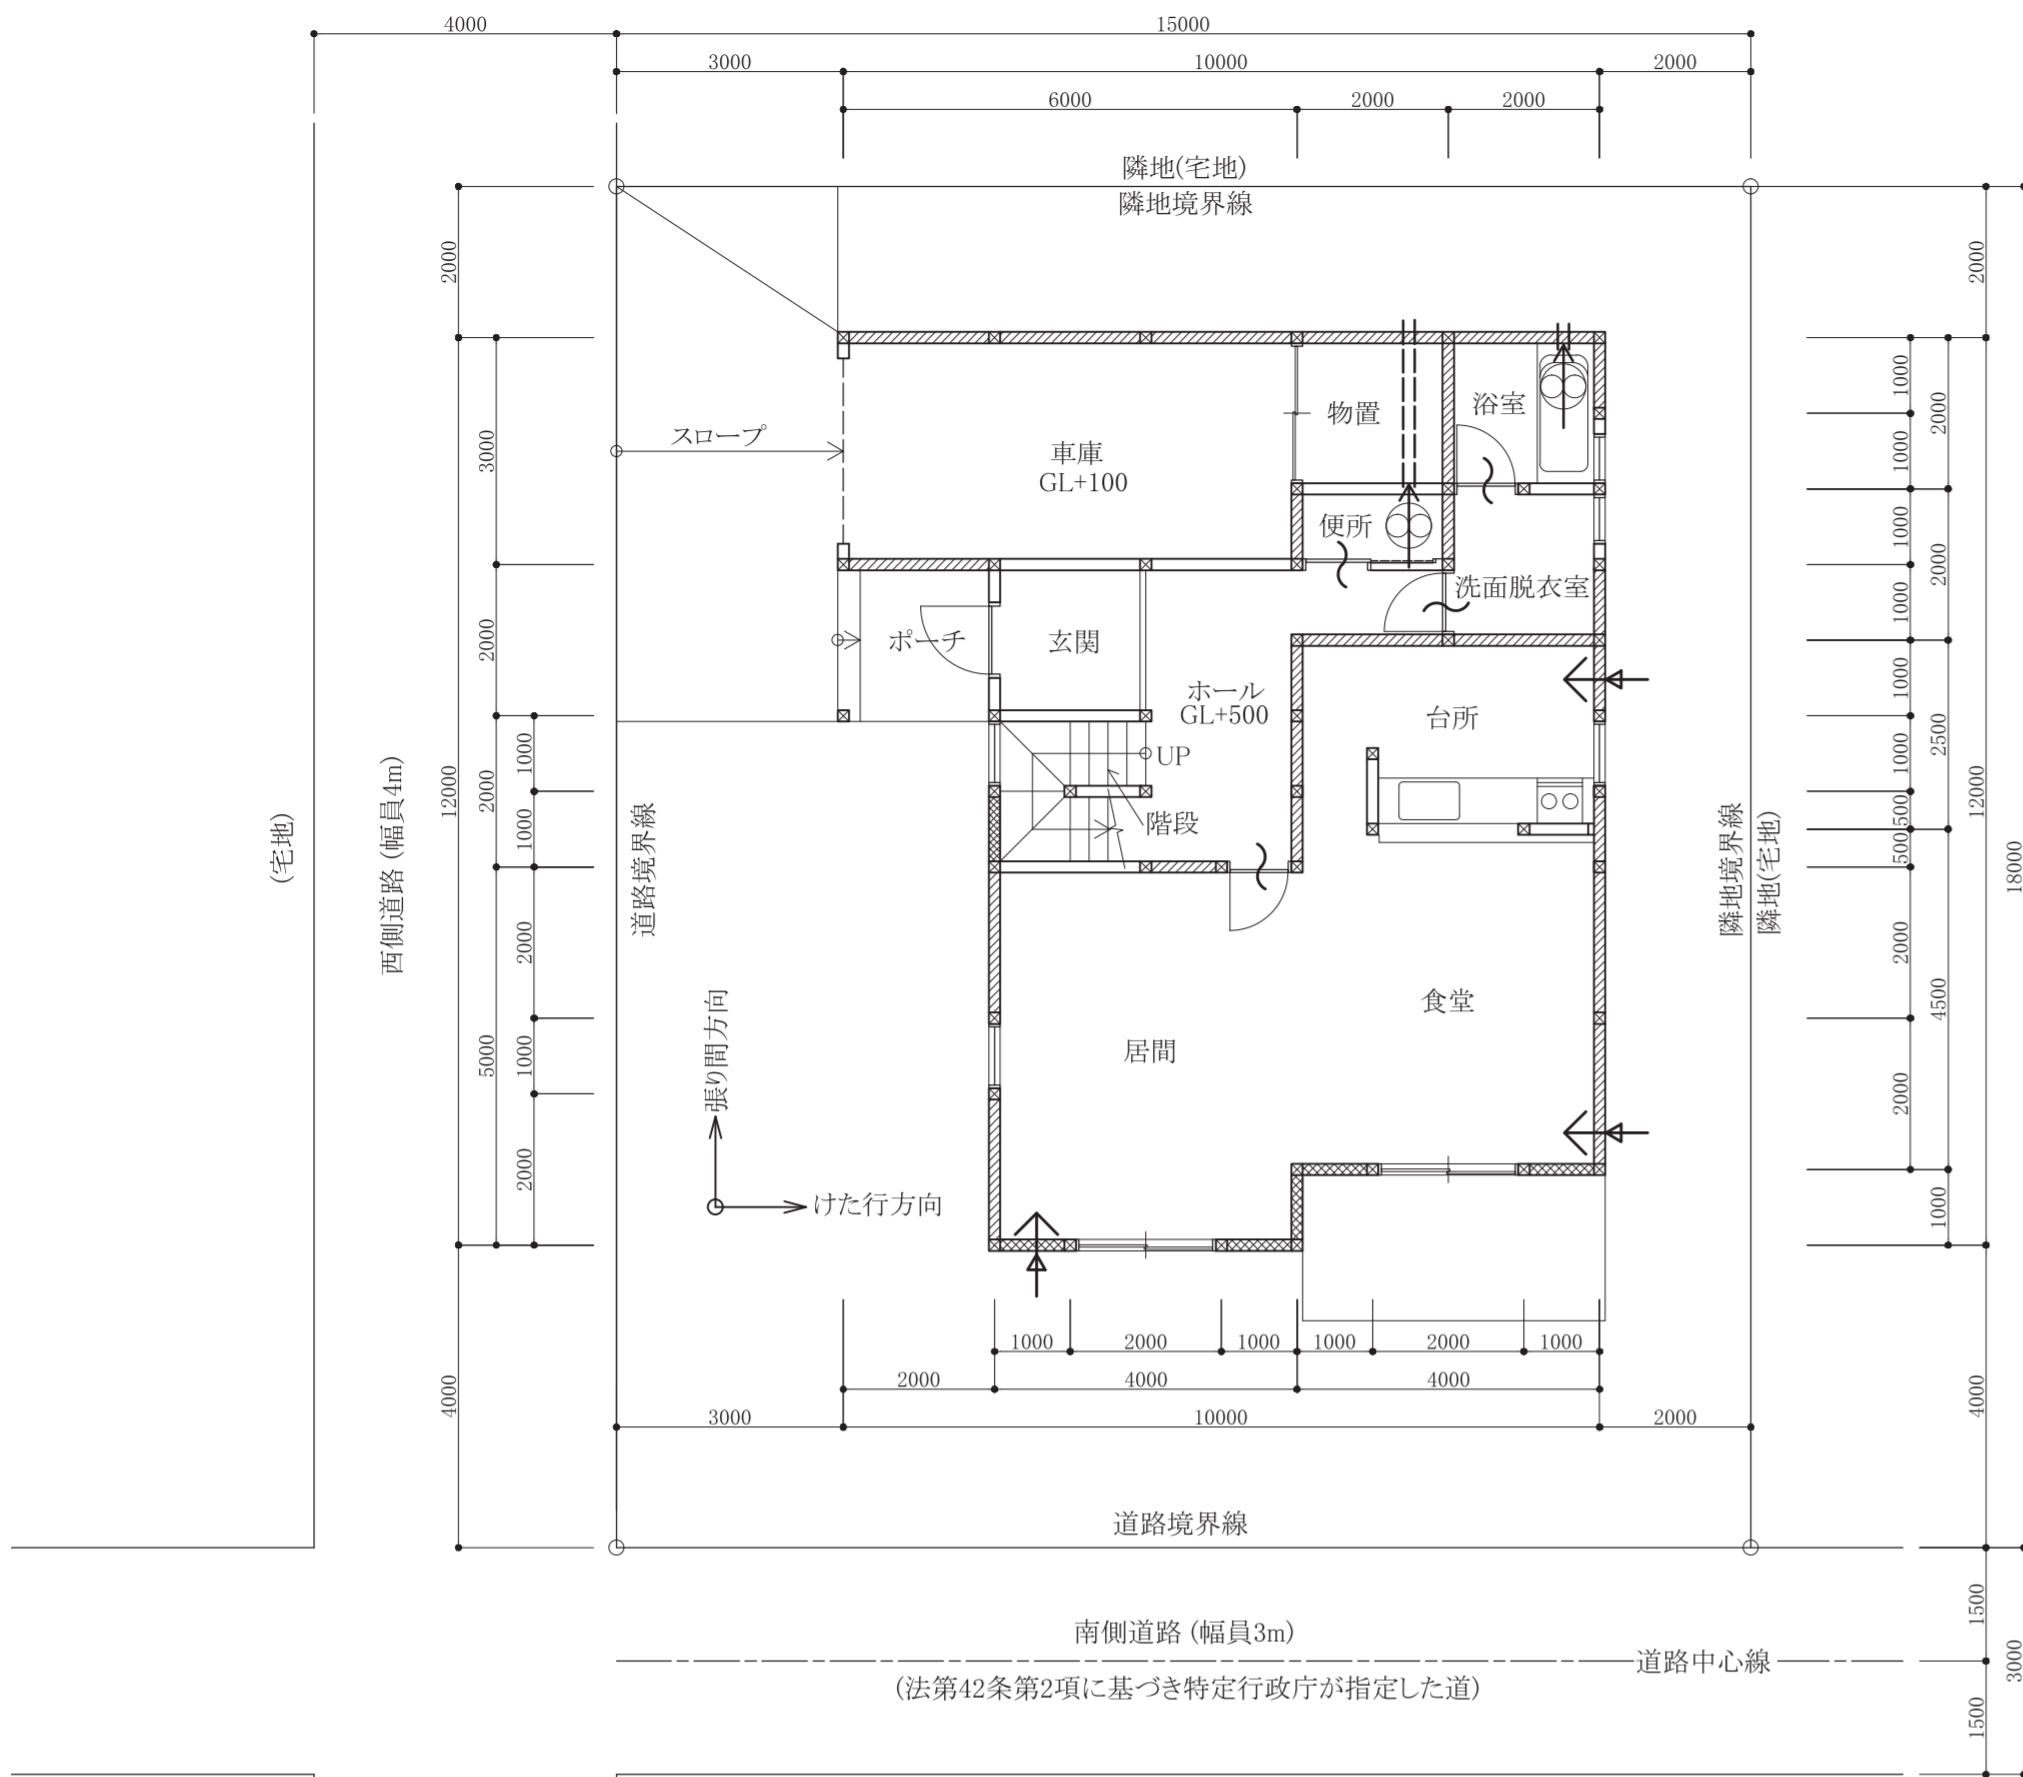 4000
15000
3000
10000
2000
6000
2000
2000
隣地(宅地)
隣地境界線
2000
3000
2000
12000
2000
1000
1000
5000
2000
1000
2000
4000
2000
1000
2000
1000
1000
2000
1000
1000
2500
1000
500
500
12000
18000
2000
4500
2000
1000
4000
スロープ
車庫
GL+100
物置
浴室
便所
洗面脱衣室
ポーチ
玄関
ホール
GL+500
台所
UP
階段
(宅地)
西側道路 (幅員4m)
道路境界線
隣地境界線
隣地(宅地)
食堂
居間
張り間方向
けた行方向
1000
2000
1000
1000
2000
1000
2000
4000
4000
3000
10000
2000
道路境界線
1500
南側道路 (幅員3m)
3000
道路中心線
(法第42条第2項に基づき特定行政庁が指定した道)
1500